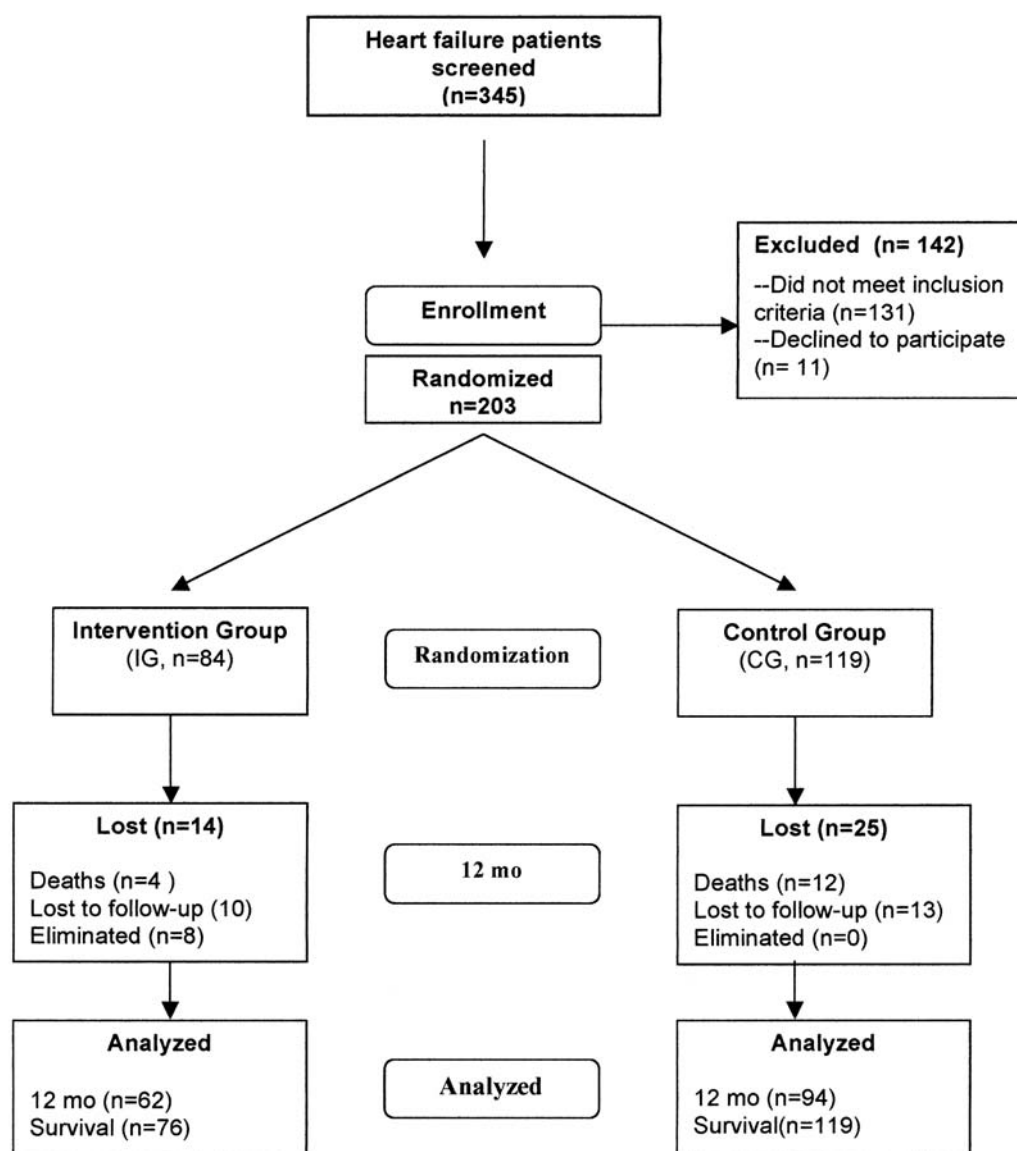 Heart failure patients
screened
(n=345)
Excluded (n= 142)
--Did not meet inclusion
criteria (n=131)
--Declined to participate
(n= 11)
Enrollment
Randomized
n=203
Intervention Group
(IG, n=84)
Randomization
Control Group
(CG, n=119)
Lost (n=14)
Deaths (n=4 )
Lost to follow-up (10)
Eliminated (n=8)
12 mo
Lost (n=25)
Deaths (n=12)
Lost to follow-up (n=13)
Eliminated (n=0)
Analyzed
12 mo (n=62)
Survival (n=76)
Analyzed
Analyzed
12 mo (n=94)
Survival(n=119)